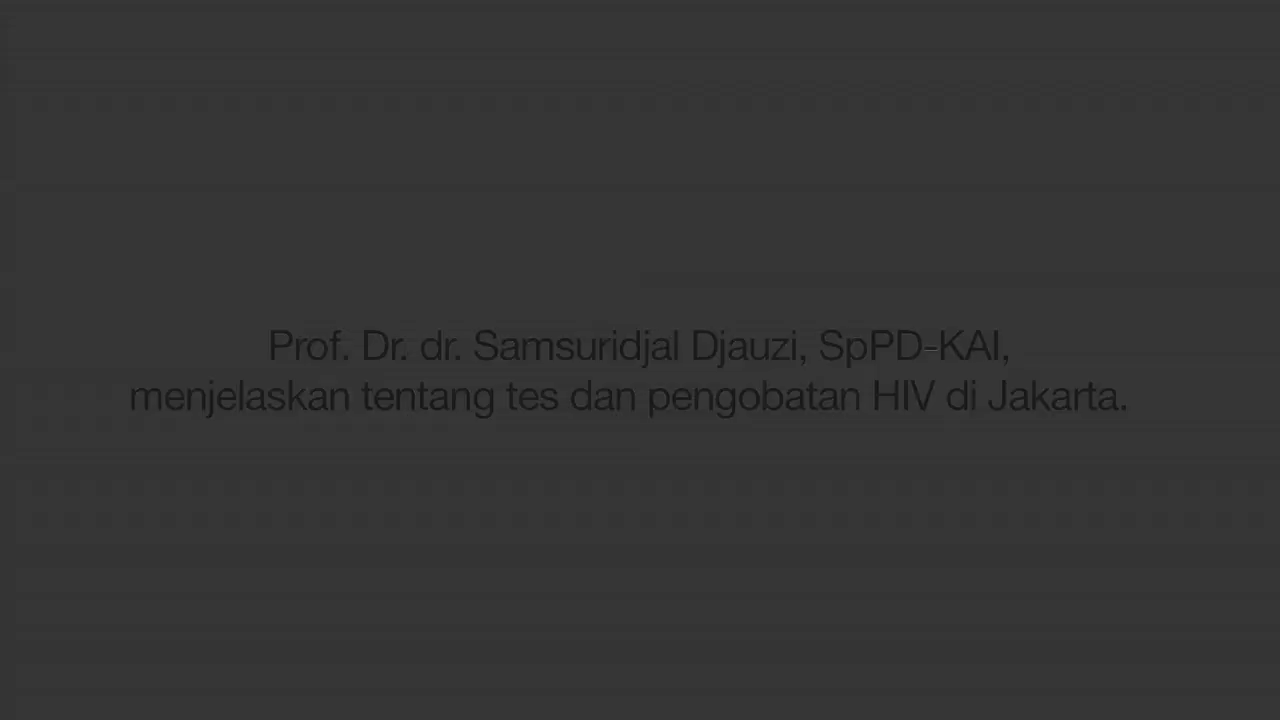 Prof. Dr. dr. Samsuridjal Djauzi, SpPD-KAI,
menjelaskan tentang tes dan pengobatan HIV di Jakarta.